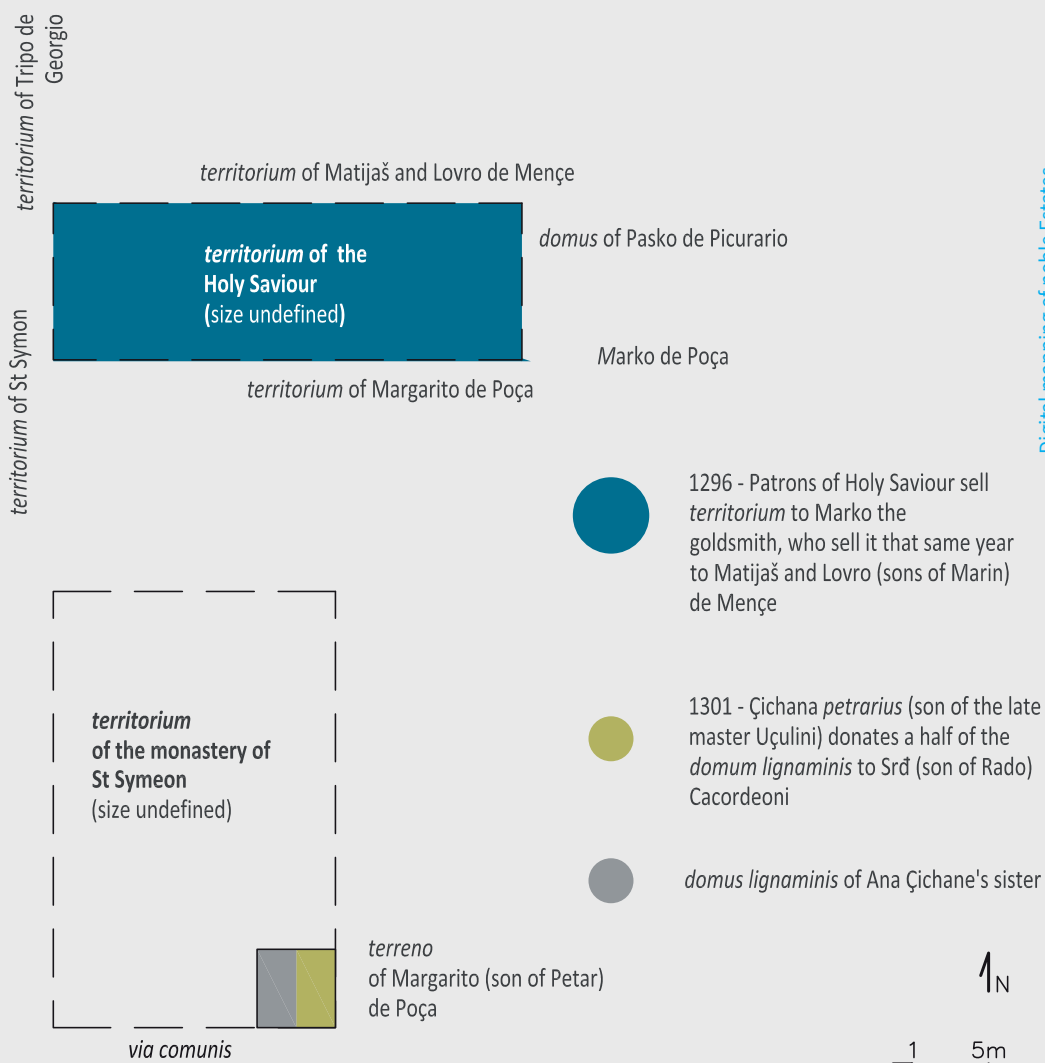 territorium of Tripo de
Georgio
territorium of Matijaš and Lovro de Mençe
territorium of the
Holy Saviour
(size undefined)
domus of Pasko de Picurario
Marko de Poça
territorium of Margarito de Poça
territorium of St Symon
1296 - Patrons of Holy Saviour sell
territorium to Marko the
goldsmith, who sell it that same year
to Matijaš and Lovro (sons of Marin)
de Mençe
territorium
of the monastery of
St Symeon
(size undefined)
1301 - Çichana petrarius (son of the late
master Uçulini) donates a half of the
domum lignaminis to Srđ (son of Rado)
Cacordeoni
domus lignaminis of Ana Çichane's sister
terreno
of Margarito (son of Petar)
de Poça
via comunis
N
1 5m